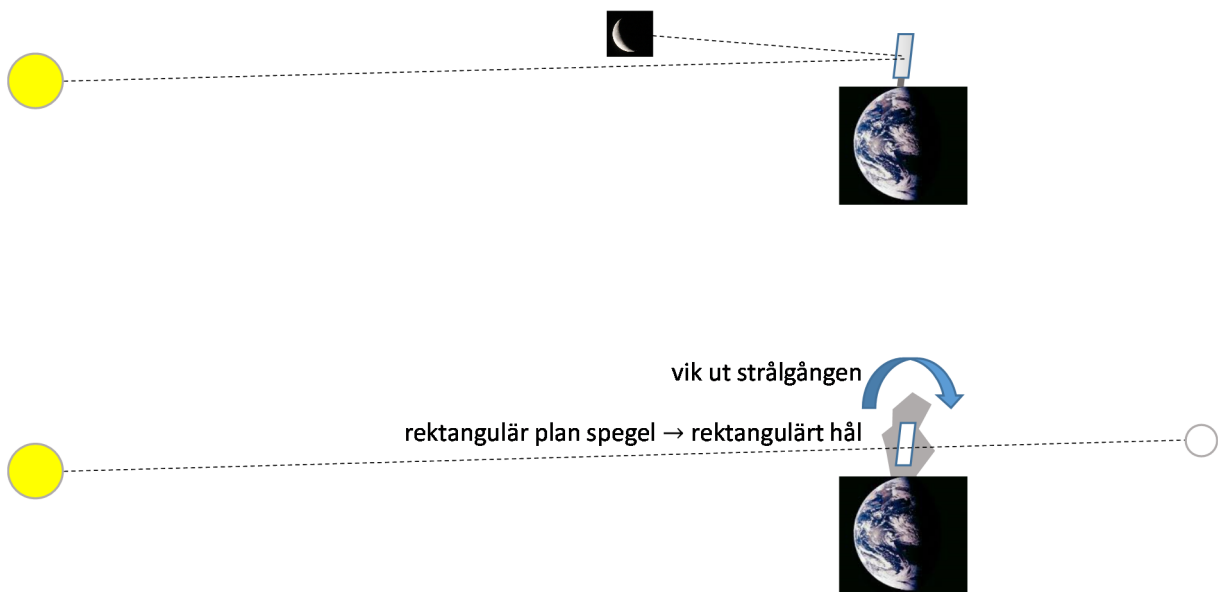 vik ut strålgången
rektangulär plan spegel → rektangulärt hål